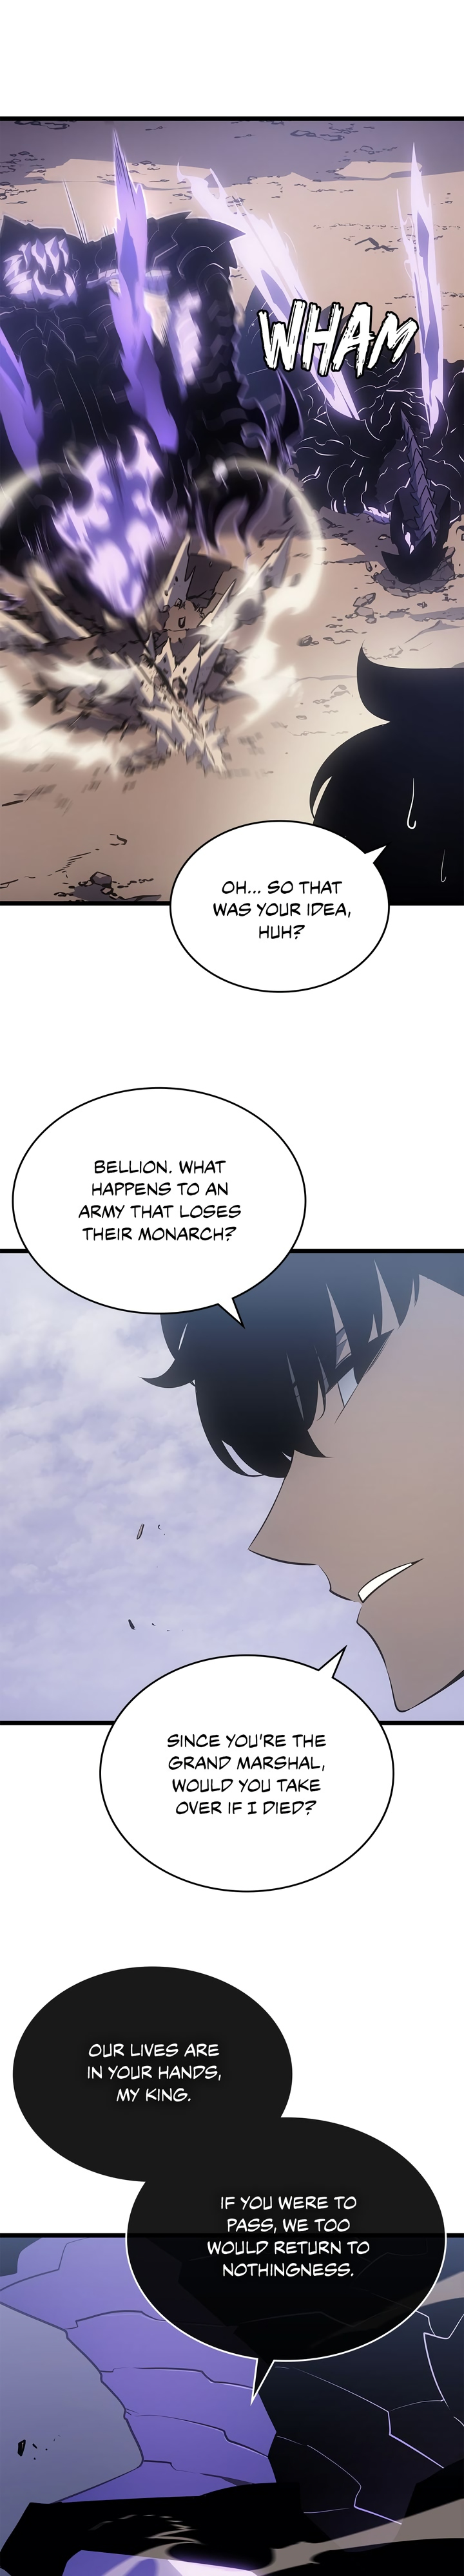 WHAM
OH... SO THAT
WAS YOUR IDEA,
HUH?
BELLION. WHAT
HAPPENS TO AN
ARMY THAT LOSES
THEIR MONARCH?
SINCE YOU'RE THE
GRAND MARSHAL,
WOULD YOU TAKE
OVER IF I DIED?
OUR LIVES ARE
IN YOUR HANDS,
MY KING.
IF YOU WERE TO
PASS, WE TOO
WOULD RETURN TO
NOTHINGNESS.